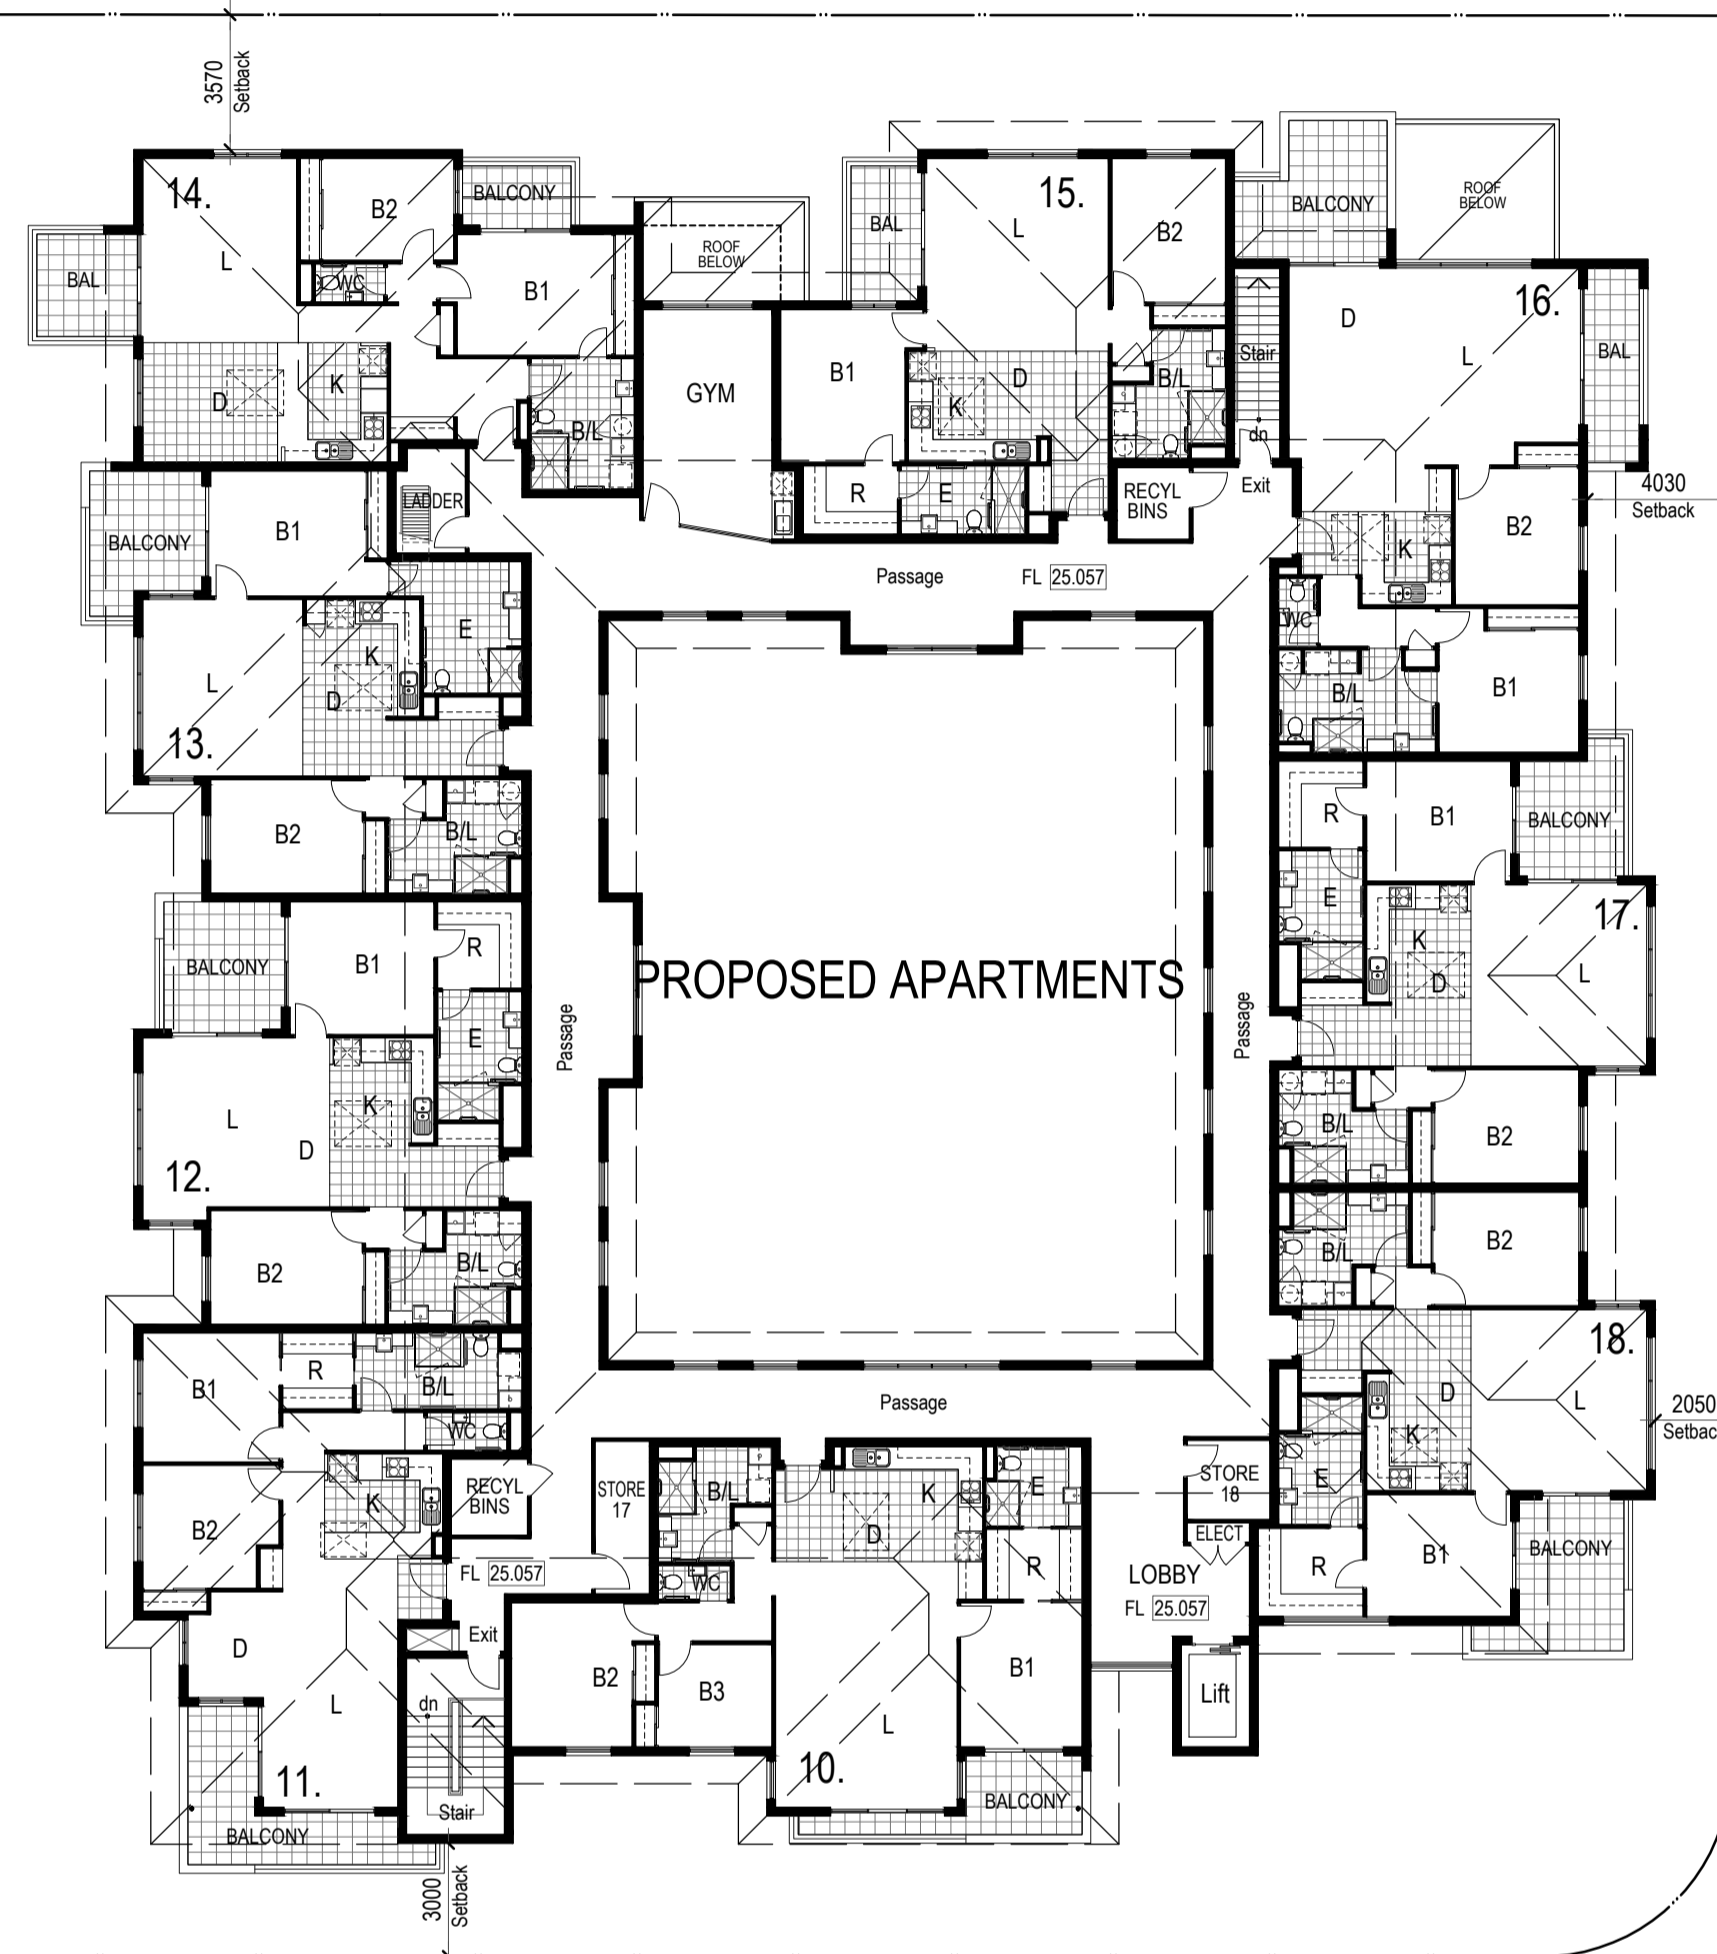 3570
Setback
14.
L
B2
BALCONY
WC
BAL
B1
D
K
B/L
ROOF
BELOW
GYM
BAL
L
15.
B2
B1
D
K
B/L
R
E
RECYL
BINS
Stair
dn
Exit
BALCONY
ROOF
BELOW
D
16.
L
BAL
4030
Setback
K
B2
WC
B1
B/L
LADDER
B1
BALCONY
E
K
L
D
13.
B2
B/L
Passage
FL 25.057
R
B1
BALCONY
E
17.
K
D
L
B/L
B2
BALCONY
B1
R
E
K
L
D
12.
B2
B/L
Passage
PROPOSED APARTMENTS
Passage
B/L
B2
18.
D
L
K
E
2050
Setbac
R
B1
BALCONY
B1
R
B/L
WC
K
B2
RECYL
BINS
D
L
11.
BALCONY
FL 25.057
Exit
dn
Stair
3000
Setback
Passage
STORE
17
B/L
WC
K
D
E
R
B2
B3
L
B1
10.
BALCONY
STORE
18
ELECT
LOBBY
FL 25.057
Lift